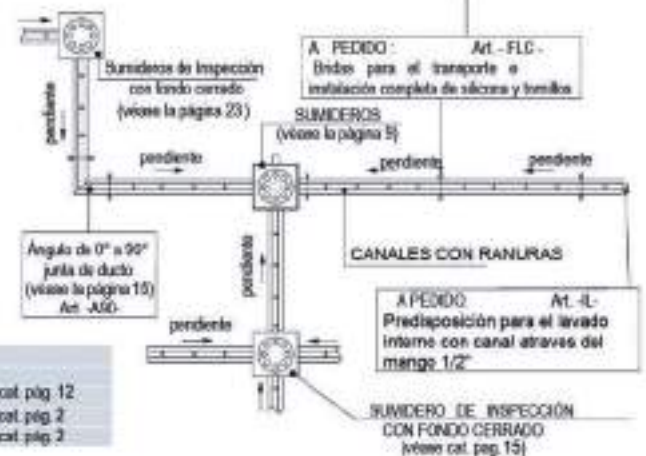 A PEDIDO: Art. - FLC -
Bridas para el transporte e
instalación completa de silicona y tornillos
Sumideros de Inspección
con fondo cerrado
(véase la página 23)
SUMIDEROS
(véase la página 9)
pendiente
pendiente
pendiente
pendiente
Ángulo de 0° a 90°
junta de ducto
(véase la página 15)
Art. -ASC-
pendiente
CANALES CON RANURAS
A PEDIDO Art. -IL-
Predisposición para el lavado
interno con canal atraves del
mango 1/2"
pendiente
SUMIDERO DE INSPECCIÓN
CON FONDO CERRADO
(véase cat. pag. 15)
cat. pág. 12
cat. pág. 2
cat. pág. 2